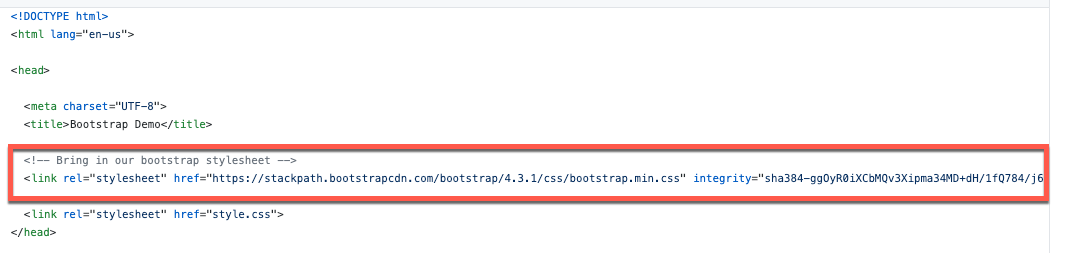 <!DOCTYPE html>
<html lang="en-us">
<head>
<meta charset="UTF-8">
<title>Bootstrap Demo</title>
<!-- Bring in our bootstrap stylesheet -->
<link rel="stylesheet" href="https://stackpath.bootstrapcdn.com/bootstrap/4.3.1/css/bootstrap.min.css" integrity="sha384-ggOyR0iXCbMQv3Xipma34MD+dH/1fQ784/j6
<link rel="stylesheet" href="style.css">
</head>